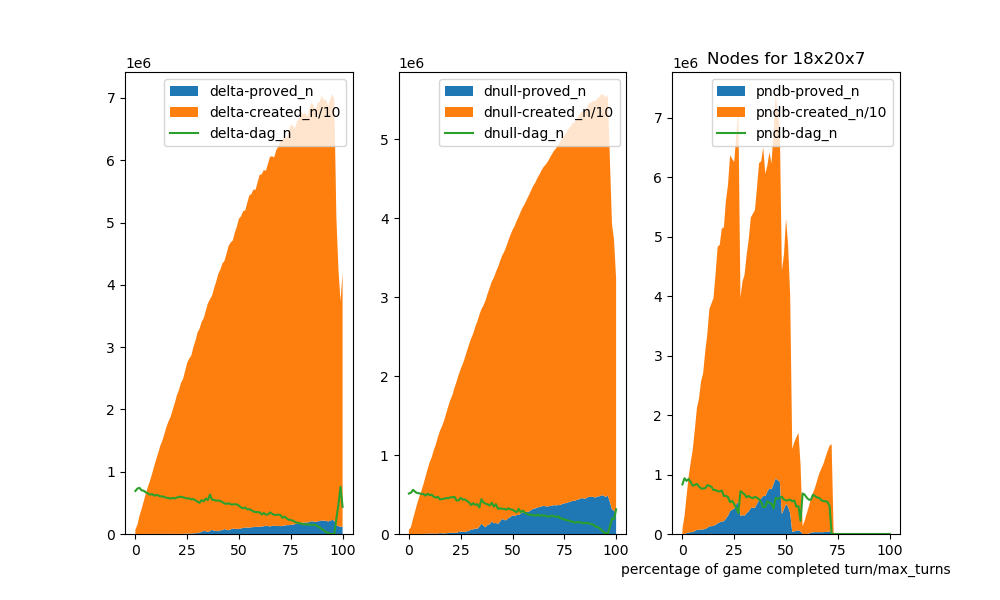 Nodes for 18x20x7
1e6
delta-proved_n
delta-created_n/10
delta-dag_n
7
6
5
4
3
2
1
0
0 25 50 75 100
1e6
dnull-proved_n
dnull-created_n/10
dnull-dag_n
5
4
3
2
1
0
0 25 50 75 100
1e6
pndb-proved_n
pndb-created_n/10
pndb-dag_n
7
6
5
4
3
2
1
0
0 25 50 75 100
percentage of game completed turn/max_turns